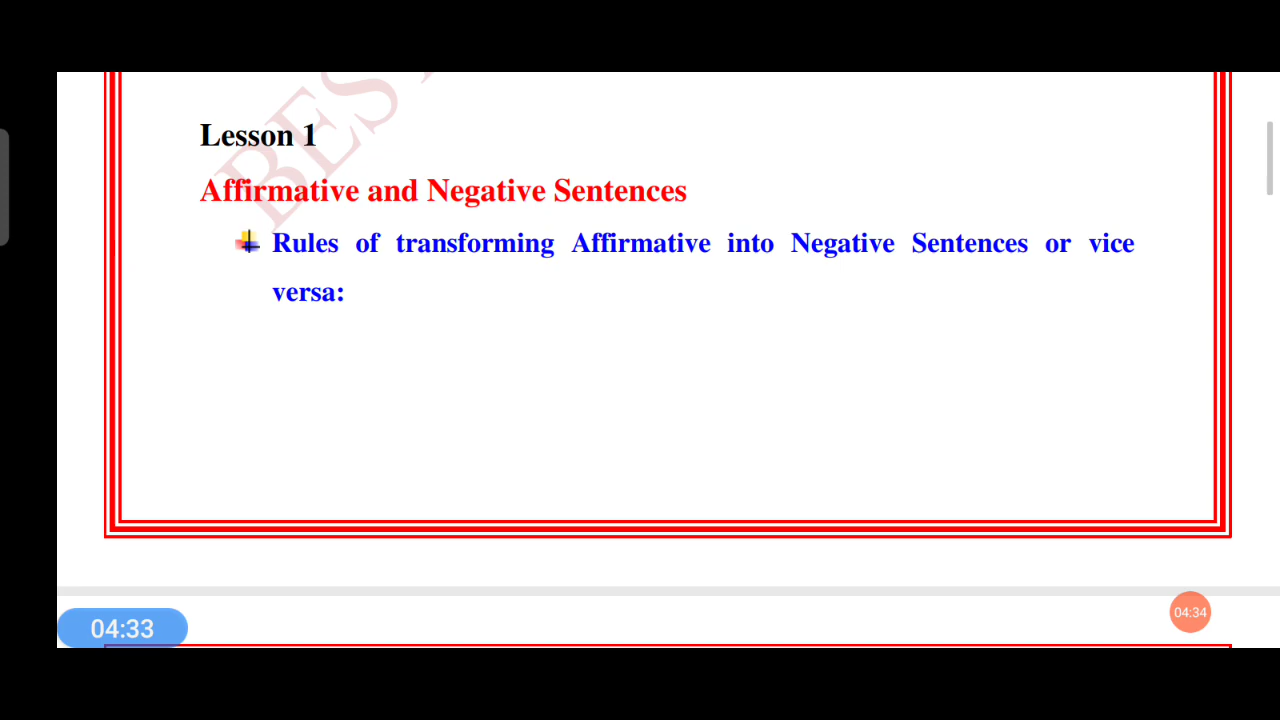 BES
Lesson 1
Affirmative and Negative Sentences
Rules of transforming Affirmative into Negative Sentences or vice
versa:
04:33
04:34